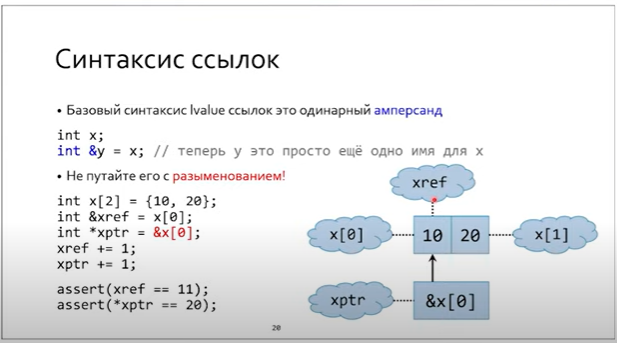 Синтаксис ссылок
• Базовый синтаксис lvalue ссылок это одинарный амперсанд
int x;
int &y = x; // теперь y это просто ещё одно имя для x
• Не путайте его с разыменованием!
int x[2] = {10, 20};
int &xref = x[0];
int *xptr = &x[0];
xref += 1;
xptr += 1;
assert(xref == 11);
assert(*xptr == 20);
xref
x[0]
10 20
x[1]
xptr
&x[0]
20